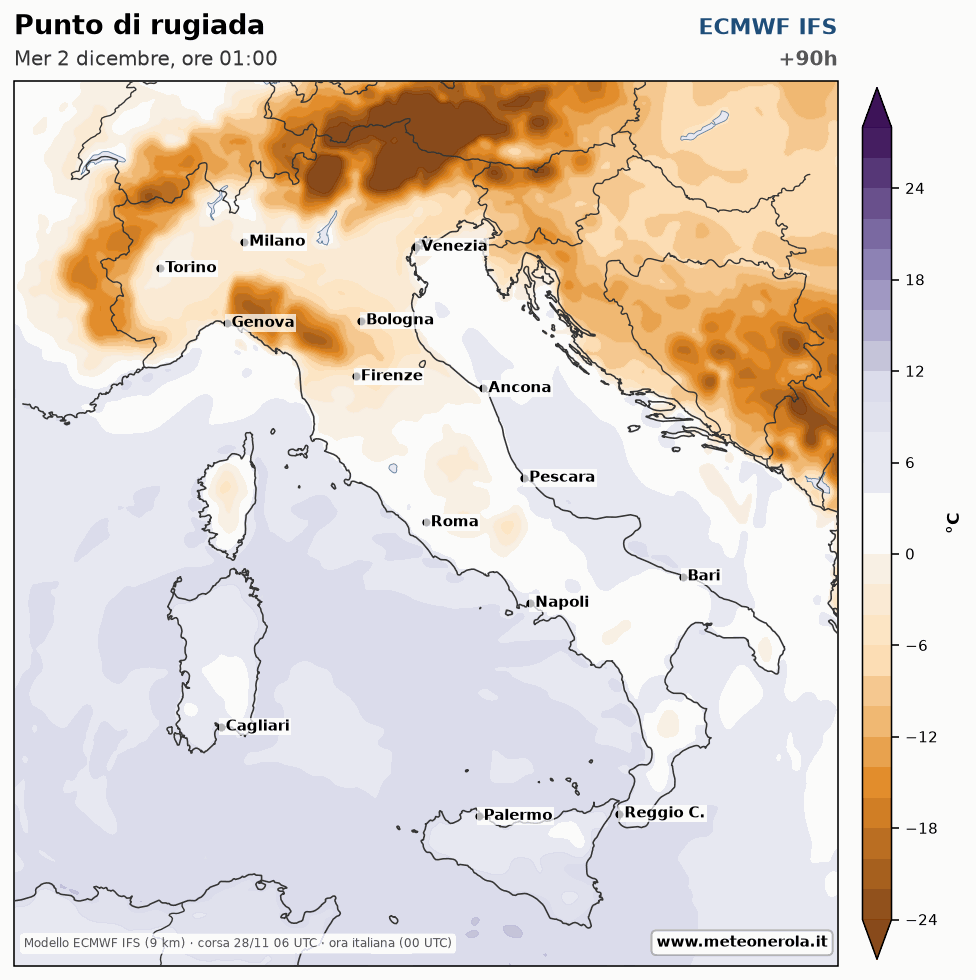 Punto di rugiada
ECMWF IFS
Mer 2 dicembre, ore 01:00
+90h
Milano
Venezia
Torino
Genova
Bologna
Firenze
Ancona
Pescara
Roma
Bari
Napoli
Cagliari
Palermo
Reggio C.
24
18
12
6
0
−6
−12
−18
−24
°C
Modello ECMWF IFS (9 km) · corsa 28/11 06 UTC · ora italiana (00 UTC)
www.meteonerola.it